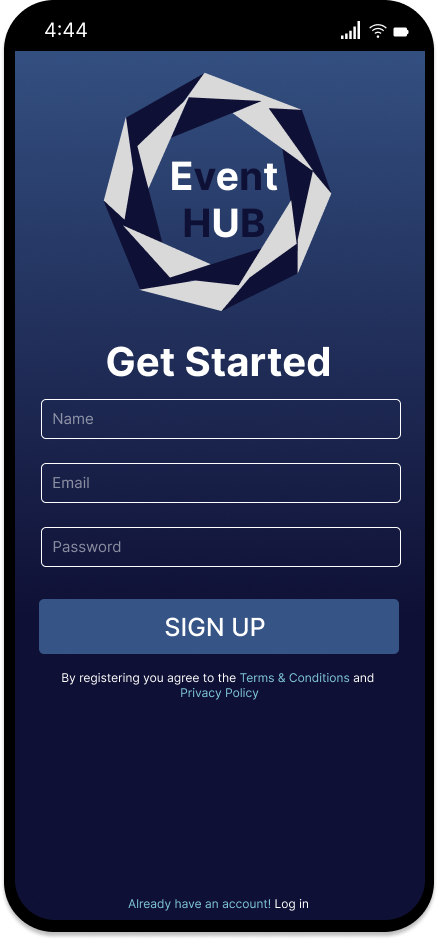 4:44
Event
HUB
Get Started
Name
Email
Password
SIGN UP
By registering you agree to the Terms & Conditions and
Privacy Policy
Already have an account! Log in